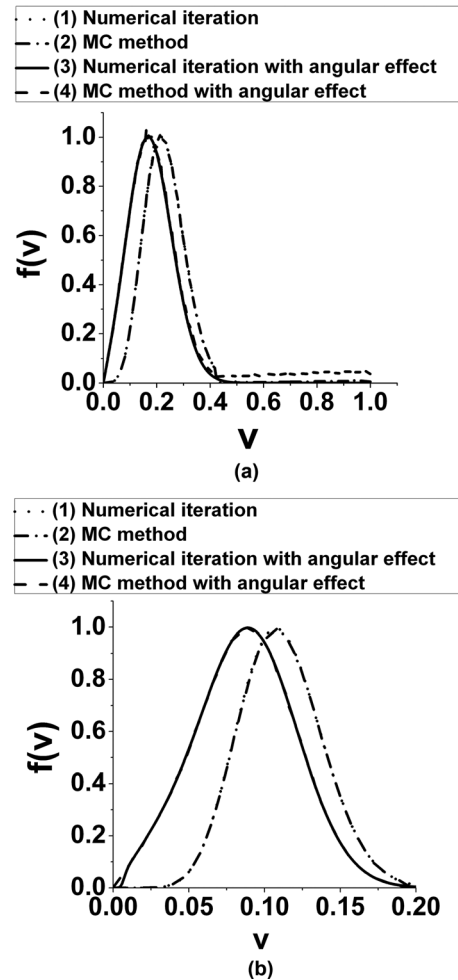 (1) Numerical iteration
(2) MC method
(3) Numerical iteration with angular effect
(4) MC method with angular effect
1.0
0.8
0.6
0.4
0.2
0.0
f(v)
0.0 0.2 0.4 0.6 0.8 1.0
V
(a)
(1) Numerical iteration
(2) MC method
(3) Numerical iteration with angular effect
(4) MC method with angular effect
1.0
0.8
0.6
0.4
0.2
0.0
f(v)
0.00 0.05 0.10 0.15 0.20
v
(b)